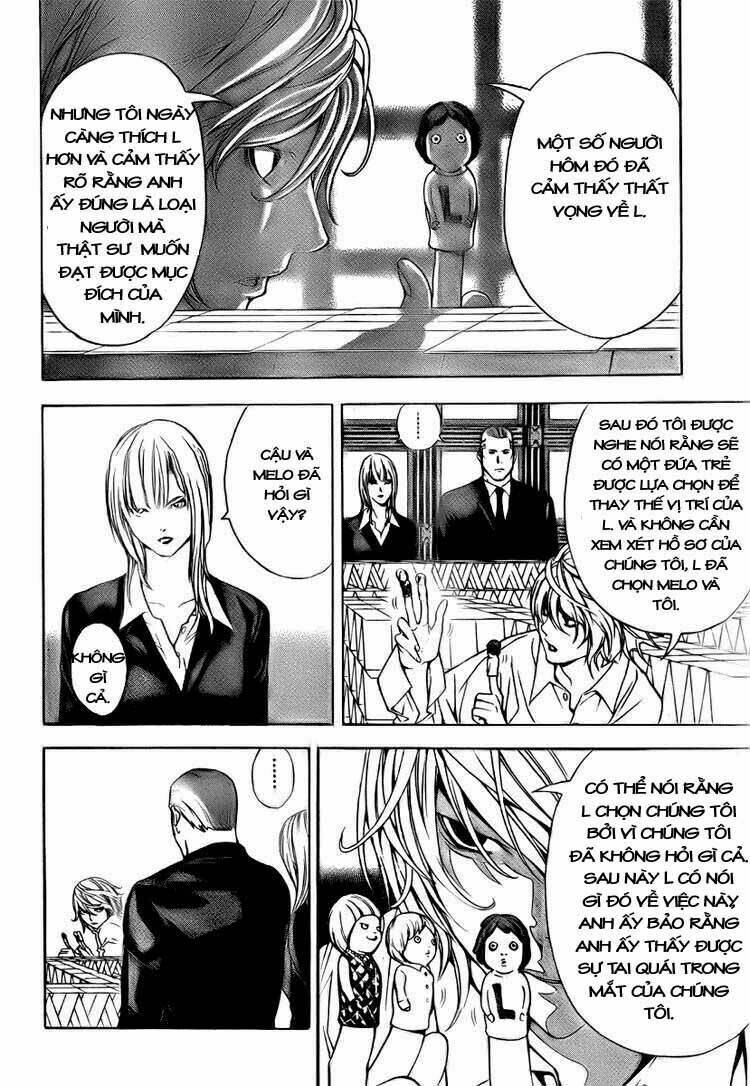 MỘT SỐ NGƯỜI
HÔM ĐÓ ĐÃ
CẢM THẤY THẤT
VỌNG VỀ L.
NHƯNG TÔI NGÀY
CÀNG THÍCH L
HƠN VÀ CẢM THẤY
RÕ RẰNG ANH
ẤY ĐÚNG LÀ LOẠI
NGƯỜI MÀ
THẬT SƯ MUỐN
ĐẠT ĐƯỢC MỤC
ĐÍCH CỦA
MÌNH.
L
SAU ĐÓ TÔI ĐƯỢC
NGHE NÓI RẰNG SẼ
CÓ MỘT ĐỨA TRẺ
ĐƯỢC LỰA CHỌN ĐỂ
THAY THẾ VỊ TRÍ CỦA
L. VÀ KHÔNG CẦN
XEM XÉT HỒ SƠ CỦA
CHÚNG TÔI, L ĐÃ
CHỌN MELO VÀ
TÔI.
......
CẬU VÀ
MELO ĐÃ
HỎI GÌ
VẬY?
KHÔNG
GÌ
CẢ.
CÓ THỂ NÓI RẰNG
L CHỌN CHÚNG TÔI
BỞI VÌ CHÚNG TÔI
ĐÃ KHÔNG HỎI GÌ CẢ.
SAU NÀY L CÓ NÓI
GÌ ĐÓ VỀ VIỆC NÀY,
ANH ẤY BẢO RẰNG
ANH ẤY THẤY ĐƯỢC
SỰ TAI QUÁI TRONG
MẮT CỦA CHÚNG
TÔI.
L
......